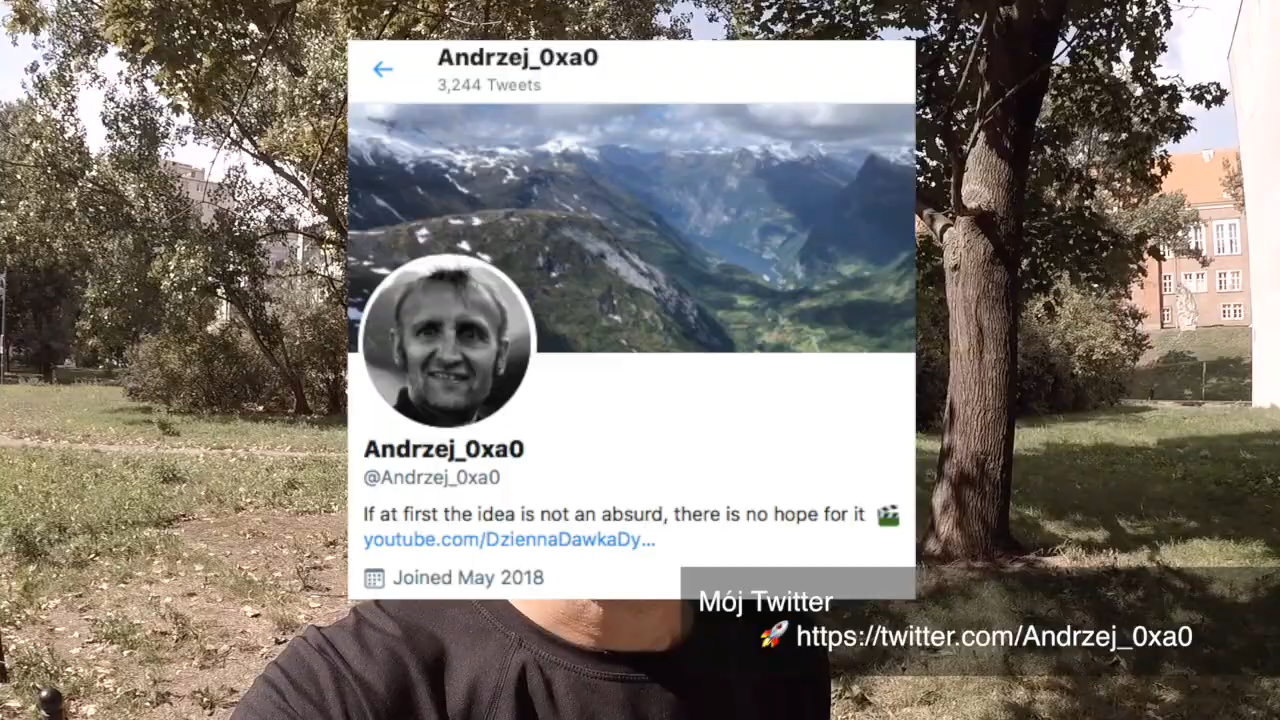 Andrzej_0xa0
3,244 Tweets
Andrzej_0xa0
@Andrzej_0xa0
If at first the idea is not an absurd, there is no hope for it 🎬
youtube.com/DziennaDawkaDy...
Joined May 2018
Mój Twitter
🚀 https://twitter.com/Andrzej_0xa0